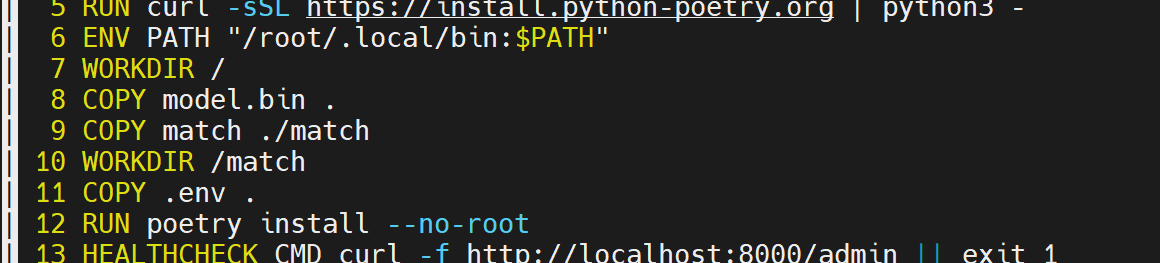 5 RUN curl -sSL https://install.python-poetry.org | python3 -
6 ENV PATH "/root/.local/bin:$PATH"
7 WORKDIR /
8 COPY model.bin .
9 COPY match ./match
10 WORKDIR /match
11 COPY .env .
12 RUN poetry install --no-root
13 HEALTHCHECK CMD curl -f http://localhost:8000/admin || exit 1